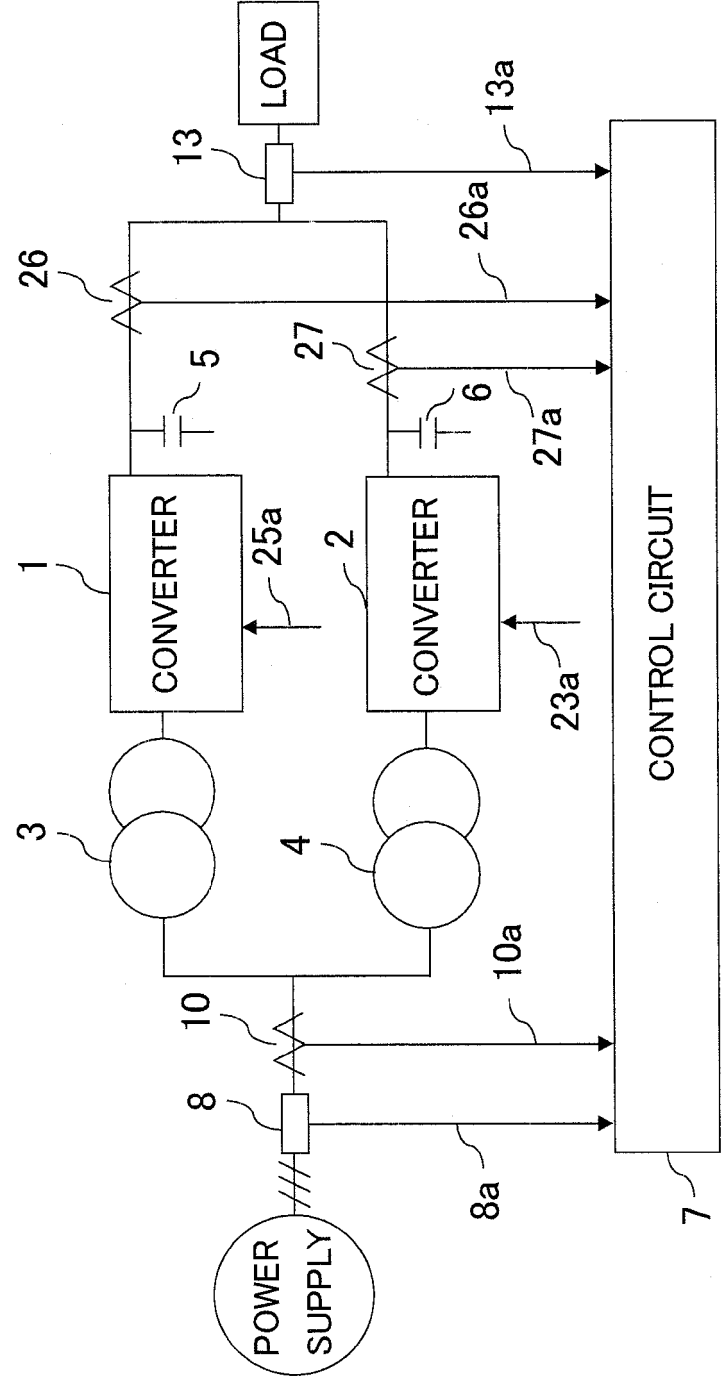 LOAD
13
13a
26
26a
27
27a
5
6
1
CONVERTER
25a
2
CONVERTER
23a
3
4
10
10a
8
8a
POWER
SUPPLY
CONTROL CIRCUIT
7